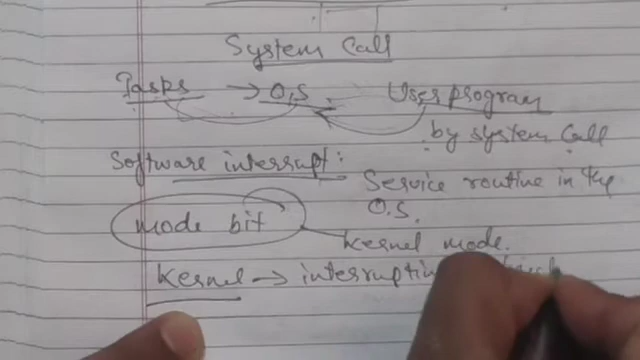 System Call
Tasks → O.S User program
by system Call
Software interrupt:
Service routine in the
O.S.
mode bit
Kernel mode.
Kernel → interrupting